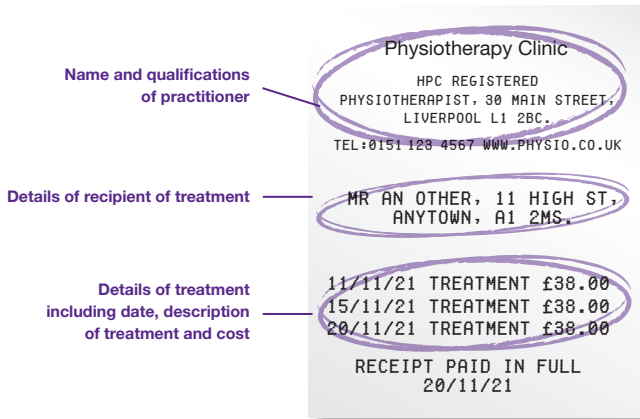 Physiotherapy Clinic
Name and qualifications
of practitioner
HPC REGISTERED
PHYSIOTHERAPIST, 30 MAIN STREET,
LIVERPOOL L1 2BC.
TEL:0151 123 4567 WWW.PHYSIO.CO.UK
Details of recipient of treatment
MR AN OTHER, 11 HIGH ST,
ANYTOWN, A1 2MS.
Details of treatment
including date, description
of treatment and cost
11/11/21 TREATMENT £38.00
15/11/21 TREATMENT £38.00
20/11/21 TREATMENT £38.00
RECEIPT PAID IN FULL
20/11/21